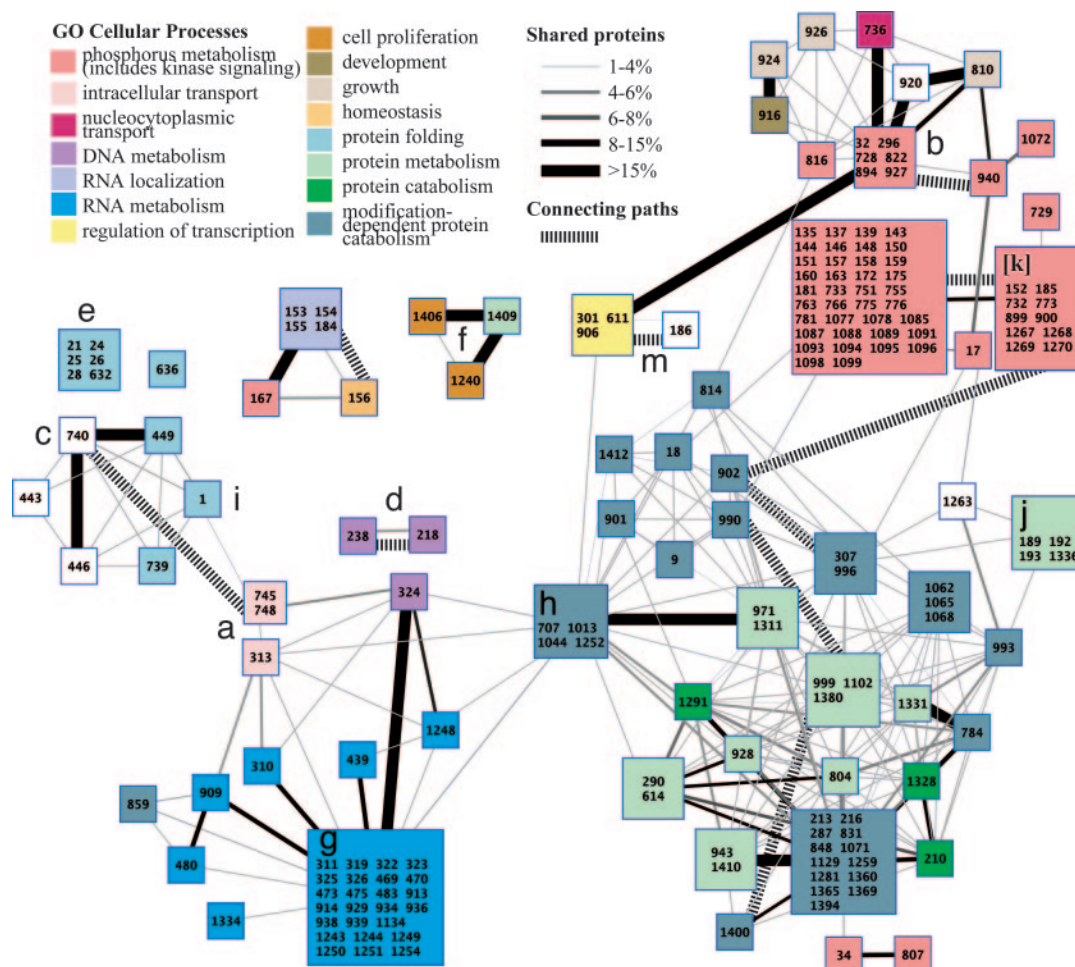 GO Cellular Processes
phosphorus metabolism
(includes kinase signaling)
intracellular transport
nucleocytoplasmic
transport
DNA metabolism
RNA localization
RNA metabolism
regulation of transcription
cell proliferation
development
growth
homeostasis
protein folding
protein metabolism
protein catabolism
modification-
dependent protein
catabolism
Shared proteins
1-4%
4-6%
6-8%
8-15%
>15%
Connecting paths
926
736
924
920
810
916
816
32 296
728 822
894 927
b
940
1072
729
135 137 139 143
144 146 148 150
151 157 158 159
160 163 172 175
181 733 751 755
763 766 775 776
781 1077 1078 1085
1087 1088 1089 1091
1093 1094 1095 1096
1098 1099
[k]
152 185
732 773
899 900
1267 1268
1269 1270
17
e
21 24
25 26
28 632
636
153 154
155 184
167
156
1406
1409
f
1240
301 611
906
186
m
c
740
449
443
1
i
446
739
d
238
218
745
748
a
313
324
814
1412
18
902
901
990
9
1263
j
189 192
193 1336
307
996
1062
1065
1068
993
h
707 1013
1044 1252
971
1311
999 1102
1380
1291
1331
784
928
804
1328
290
614
943
1410
213 216
287 831
848 1071
1129 1259
1281 1360
1365 1369
1394
210
1400
34
807
1248
310
439
859
909
480
1334
g
311 319 322 323
325 326 469 470
473 475 483 913
914 929 934 936
938 939 1134
1243 1244 1249
1250 1251 1254